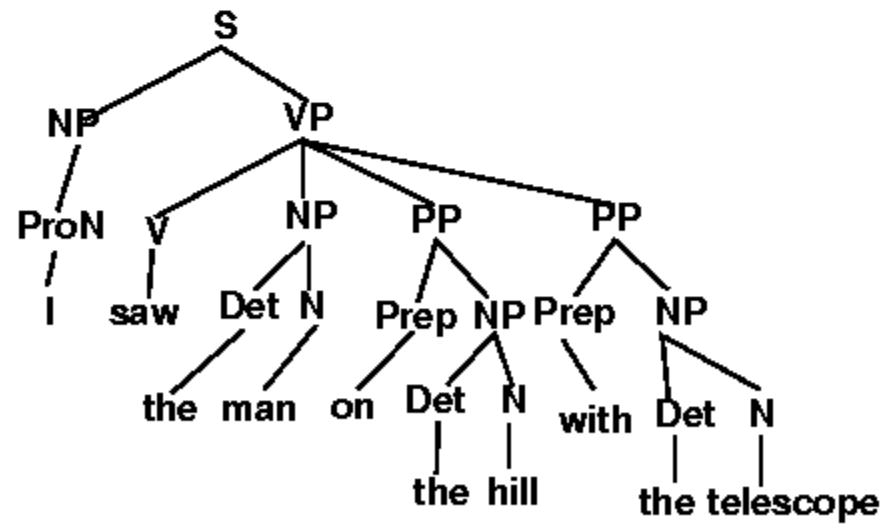 S
NP VP
ProN V NP PP PP
I saw Det N Prep NP Prep NP
the man on Det N with Det N
the hill the telescope